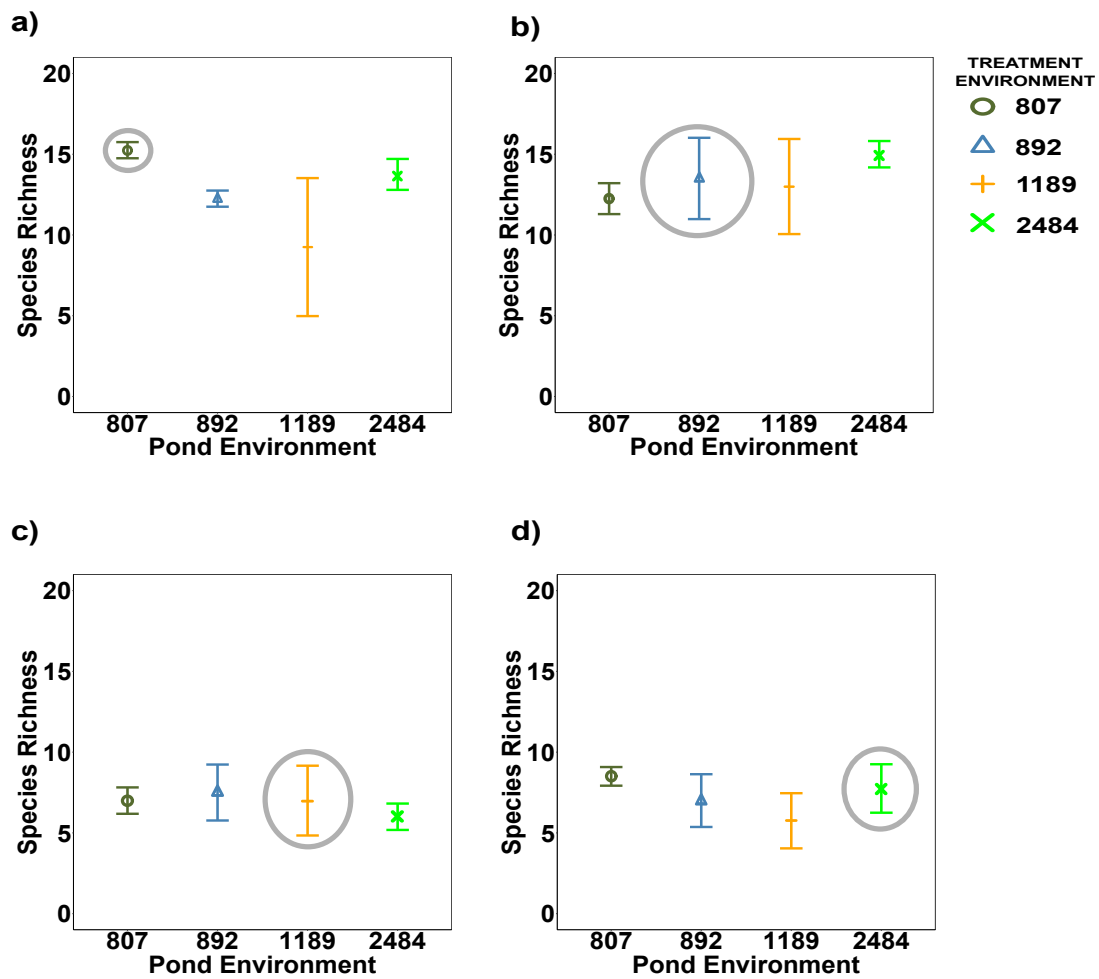 a)
20
15
10
5
0
Species Richness
807 892 1189 2484
Pond Environment
b)
20
15
10
5
0
Species Richness
807 892 1189 2484
Pond Environment
TREATMENT
ENVIRONMENT
807
892
1189
2484
c)
20
15
10
5
0
Species Richness
807 892 1189 2484
Pond Environment
d)
20
15
10
5
0
Species Richness
807 892 1189 2484
Pond Environment